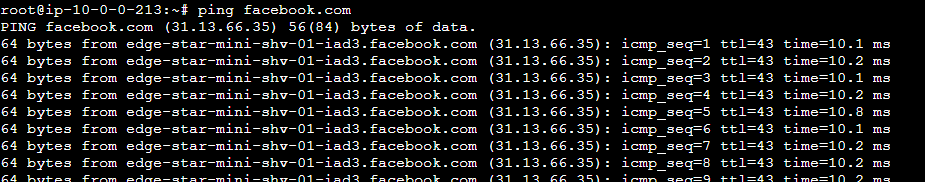 root@ip-10-0-0-213:~# ping facebook.com
PING facebook.com (31.13.66.35) 56(84) bytes of data.
64 bytes from edge-star-mini-shv-01-iad3.facebook.com (31.13.66.35): icmp_seq=1 ttl=43 time=10.1 ms
64 bytes from edge-star-mini-shv-01-iad3.facebook.com (31.13.66.35): icmp_seq=2 ttl=43 time=10.2 ms
64 bytes from edge-star-mini-shv-01-iad3.facebook.com (31.13.66.35): icmp_seq=3 ttl=43 time=10.1 ms
64 bytes from edge-star-mini-shv-01-iad3.facebook.com (31.13.66.35): icmp_seq=4 ttl=43 time=10.2 ms
64 bytes from edge-star-mini-shv-01-iad3.facebook.com (31.13.66.35): icmp_seq=5 ttl=43 time=10.8 ms
64 bytes from edge-star-mini-shv-01-iad3.facebook.com (31.13.66.35): icmp_seq=6 ttl=43 time=10.1 ms
64 bytes from edge-star-mini-shv-01-iad3.facebook.com (31.13.66.35): icmp_seq=7 ttl=43 time=10.2 ms
64 bytes from edge-star-mini-shv-01-iad3.facebook.com (31.13.66.35): icmp_seq=8 ttl=43 time=10.2 ms
64 bytes from edge-star-mini-shv-01-iad3.facebook.com (31.13.66.35): icmp_seq=9 ttl=43 time=10.2 ms